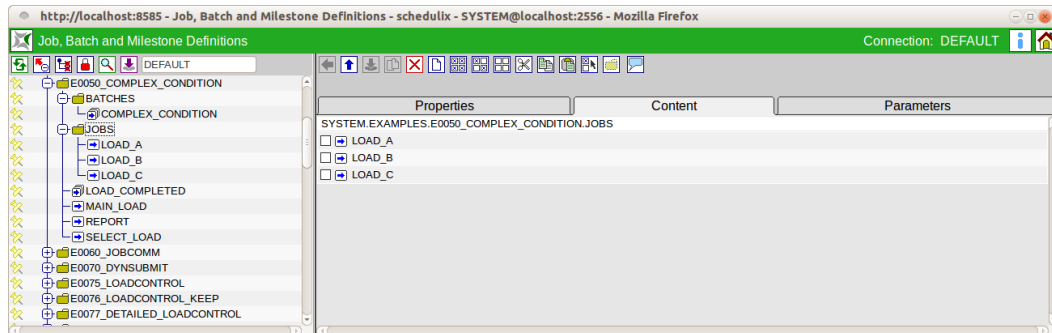 http://localhost:8585 - Job, Batch and Milestone Definitions - schedulix - SYSTEM@localhost:2556 - Mozilla Firefox
Job, Batch and Milestone Definitions
Connection: DEFAULT
DEFAULT
E0050_COMPLEX_CONDITION
BATCHES
COMPLEX_CONDITION
JOBS
LOAD_A
LOAD_B
LOAD_C
LOAD_COMPLETED
MAIN_LOAD
REPORT
SELECT_LOAD
E0060_JOBCOMM
E0070_DYNSUBMIT
E0075_LOADCONTROL
E0076_LOADCONTROL_KEEP
E0077_DETAILED_LOADCONTROL
Properties
Content
Parameters
SYSTEM.EXAMPLES.E0050_COMPLEX_CONDITION.JOBS
LOAD_A
LOAD_B
LOAD_C